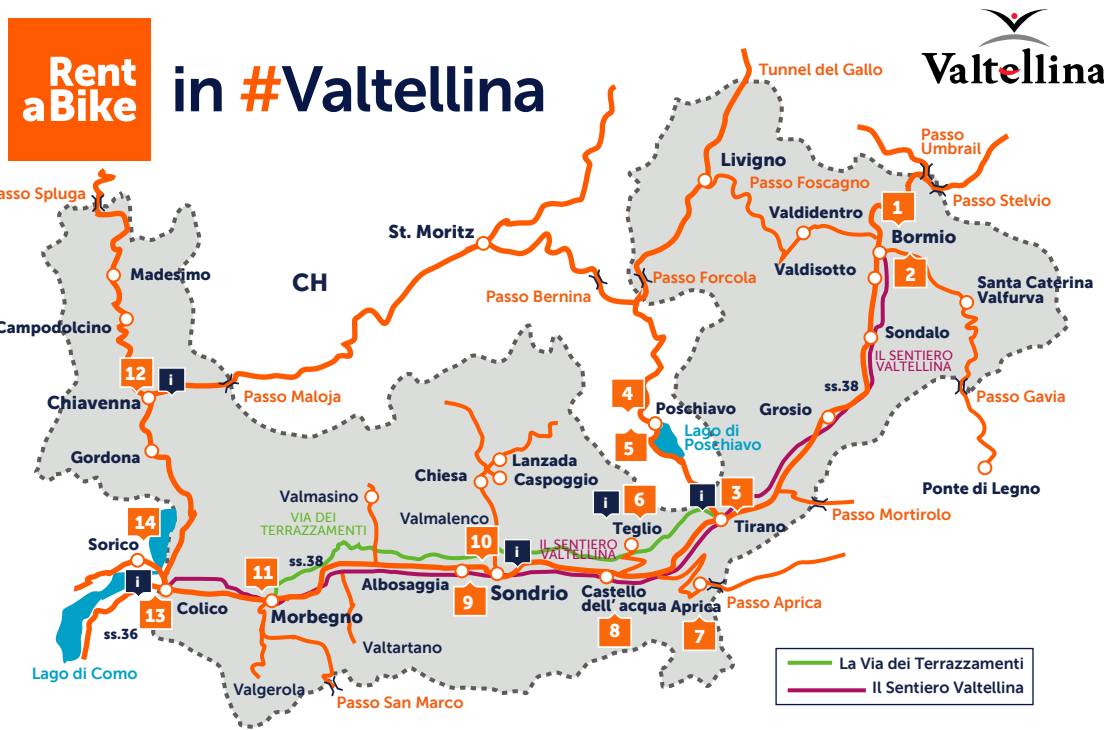 Rent
aBike
in #Valtellina
Valtellina
Tunnel del Gallo
Passo
Umbrail
Livigno
Passo Foscagno
asso Spluga
Passo Stelvio
1
Valdidentro
St. Moritz
Bormio
Madesimo
Valdisotto
2
CH
Passo Forcola
Santa Caterina
Valfurva
Passo Bernina
Campodolcino
Sondalo
IL SENTIERO
VALTELLINA
12
i
ss.38
4
Passo Maloja
Passo Gavia
Chiavenna
Poschiavo
Grosio
Lago di
Poschiavo
5
Gordona
Lanzada
Chiesa
Caspoggio
Ponte di Legno
Valmasino
i
6
i
3
Passo Mortirolo
VIA DEI
TERRAZZAMENTI
Valmalenco
14
Teglio
Tirano
Sorico
10
i
IL SENTIERO
VALTELLINA
ss.38
11
i
Albosaggia
Sondrio
Castello
dell' acqua
Aprica
Passo Aprica
13
Colico
Morbegno
9
8
7
ss.36
Valtartano
Lago di Como
Valgerola
Passo San Marco
La Via dei Terrazzamenti
Il Sentiero Valtellina